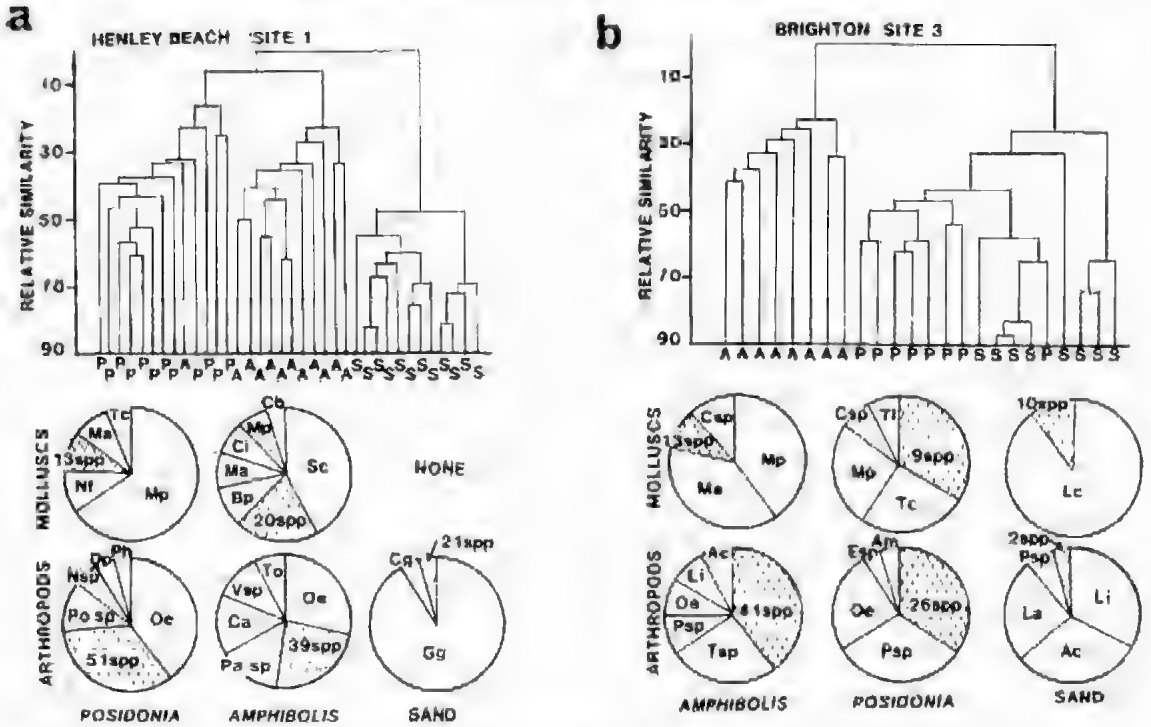 a
HENLEY BEACH SITE 1
RELATIVE SIMILARITY
10
30
50
70
90
P P P P P P P P A P P P P A A A A A A A A A A A S S S S S S S S S S S S
MOLLUSCS
Tc
Ma
13spp
Nf
Mp
Cb
Mp
Ci
Ma
Bp
20spp
Sc
NONE
ARTHROPODS
Ph
Dp
Nsp
Po sp
51spp
Oe
To
Vsp
Ca
Pa sp
39spp
Oe
Cg
21spp
Gg
POSIDONIA
AMPHIBOLIS
SAND
b
BRIGHTON SITE 3
RELATIVE SIMILARITY
10
30
50
70
90
A A A A A A A A P P P P P P P S S S S P S S S S
MOLLUSCS
Csp
13spp
Ma
Mp
Csp
Tl
9spp
Mp
Tc
10spp
Lc
ARTHROPODS
Ac
Li
Oe
Psp
Tsp
41spp
Am
Esp
Oe
Psp
26spp
2spp
Psp
La
Li
Ac
AMPHIBOLIS
POSIDONIA
SAND